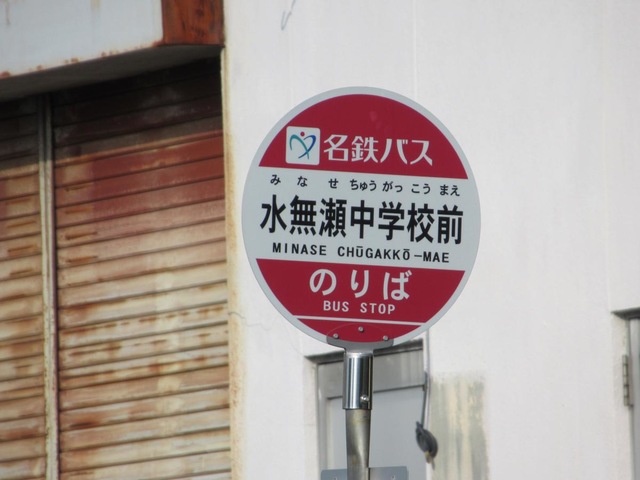 名鉄バス
みなせちゅうがっこうまえ
水無瀬中学校前
MINASE CHŪGAKKŌ-MAE
のりば
BUS STOP